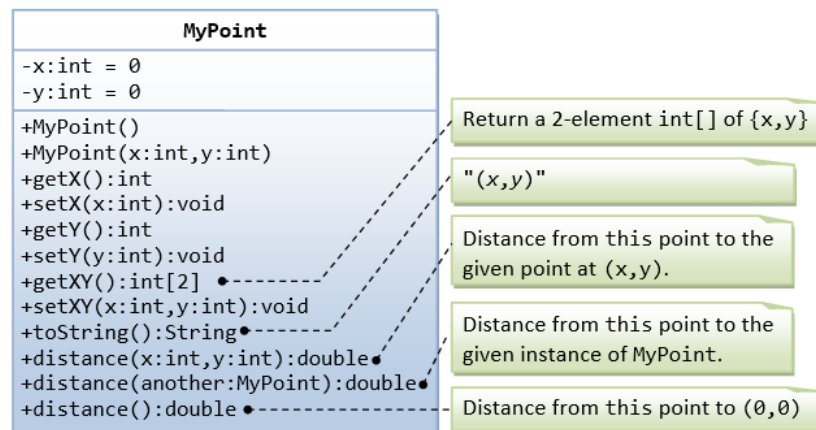 MyPoint
-x:int = 0
-y:int = 0
+MyPoint()
+MyPoint(x:int,y:int)
+getX():int
+setX(x:int):void
+getY():int
+setY(y:int):void
+getXY():int[2]
+setXY(x:int,y:int):void
+toString():String
+distance(x:int,y:int):double
+distance(another:MyPoint):double
+distance():double
Return a 2-element int[] of {x,y}
"(x,y)"
Distance from this point to the
given point at (x,y).
Distance from this point to the
given instance of MyPoint.
Distance from this point to (0,0)